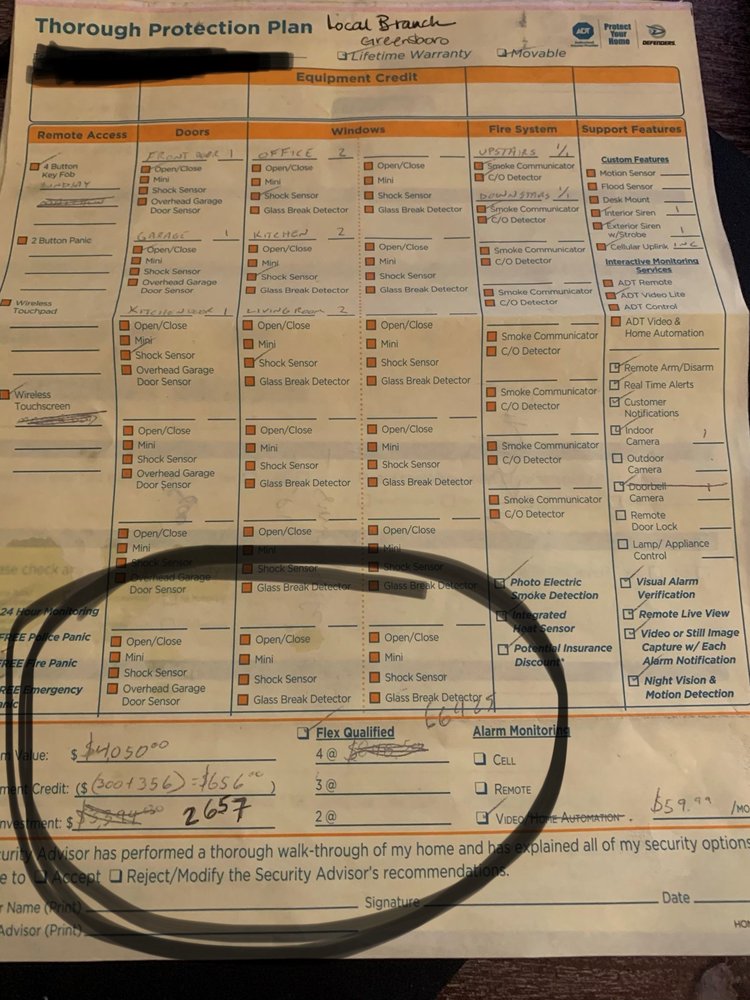 Thorough Protection Plan Local Branch
Greensboro
Lifetime Warranty Movable
ADT Protect Your Home DEFENDERS
Equipment Credit
Remote Access
4 Button
Key Fob
LINDSAY
2 Button Panic
Wireless
Touchpad
Wireless
Touchscreen
24 Hour Monitoring
FREE Police Panic
FREE Fire Panic
Emergency
Doors
FRONT DOOR 1
Open/Close
Mini
Shock Sensor
Overhead Garage
Door Sensor
GARAGE 1
Open/Close
Mini
Shock Sensor
Overhead Garage
Door Sensor
KITCHEN DOOR 1
Open/Close
Mini
Shock Sensor
Overhead Garage
Door Sensor
Open/Close
Mini
Shock Sensor
Overhead Garage
Door Sensor
Open/Close
Mini
Shock Sensor
Overhead Garage
Door Sensor
Open/Close
Mini
Shock Sensor
Overhead Garage
Door Sensor
Windows
OFFICE 2
Open/Close
Mini
Shock Sensor
Glass Break Detector
KITCHEN 2
Open/Close
Mini
Shock Sensor
Glass Break Detector
LIVING ROOM 2
Open/Close
Mini
Shock Sensor
Glass Break Detector
Open/Close
Mini
Shock Sensor
Glass Break Detector
Open/Close
Mini
Shock Sensor
Glass Break Detector
Open/Close
Mini
Shock Sensor
Glass Break Detector
Open/Close
Mini
Shock Sensor
Glass Break Detector
Open/Close
Mini
Shock Sensor
Glass Break Detector
Open/Close
Mini
Shock Sensor
Glass Break Detector
Open/Close
Mini
Shock Sensor
Glass Break Detector
Open/Close
Mini
Shock Sensor
Glass Break Detector
Open/Close
Mini
Shock Sensor
Glass Break Detector
Fire System
UPSTAIRS 1/1
Smoke Communicator
C/O Detector
DOWNSTAIRS 1/1
Smoke Communicator
C/O Detector
Smoke Communicator
C/O Detector
Smoke Communicator
C/O Detector
Smoke Communicator
C/O Detector
Smoke Communicator
C/O Detector
Smoke Communicator
C/O Detector
Smoke Communicator
C/O Detector
Photo Electric
Smoke Detection
Integrated
Heat Sensor
Potential Insurance
Discount*
Support Features
Custom Features
Motion Sensor
Flood Sensor
Desk Mount
Interior Siren 1
Exterior Siren
w/Strobe 1
Cellular Uplink INC
Interactive Monitoring
Services
ADT Remote
ADT Video Lite
ADT Control
ADT Video &
Home Automation
Remote Arm/Disarm
Real Time Alerts
Customer
Notifications
Indoor
Camera 1
Outdoor
Camera
Doorbell
Camera 1
Remote
Door Lock
Lamp/ Appliance
Control
Visual Alarm
Verification
Remote Live View
Video or Still Image
Capture w/ Each
Alarm Notification
Night Vision &
Motion Detection
Value: $ $4,050.00
Credit: ($ (300+356) = $656.00 )
$ 2657
Flex Qualified
4 @
3 @
2 @
Alarm Monitoring
CELL
REMOTE
VIDEO/HOME AUTOMATION. $59.99 /MO
Advisor has performed a thorough walk-through of my home and has explained all of my security options
to Accept Reject/Modify the Security Advisor's recommendations.
Name (Print) Signature Date
Advisor (Print)